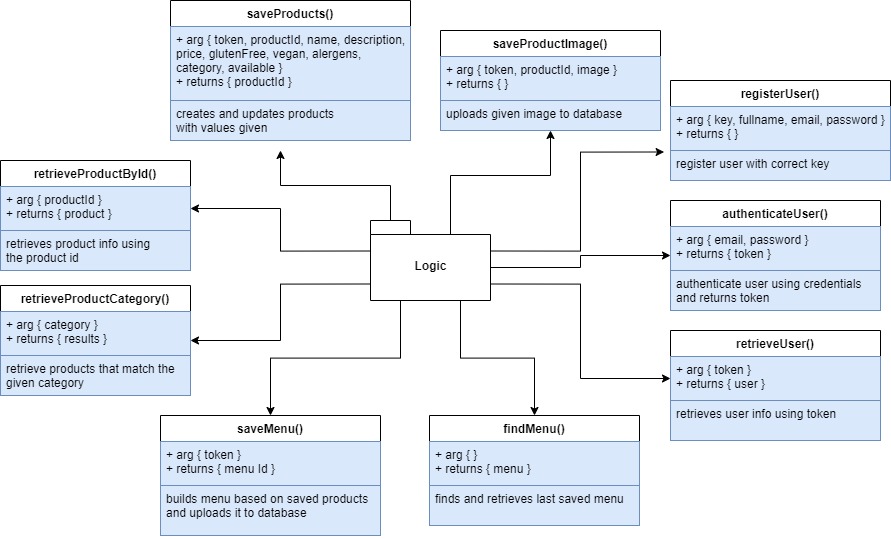 saveProducts()
+ arg { token, productId, name, description,
price, glutenFree, vegan, alergens,
category, available }
+ returns { productId }
creates and updates products
with values given
saveProductImage()
+ arg { token, productId, image }
+ returns { }
uploads given image to database
registerUser()
+ arg { key, fullname, email, password }
+ returns { }
register user with correct key
retrieveProductById()
+ arg { productId }
+ returns { product }
retrieves product info using
the product id
authenticateUser()
+ arg { email, password }
+ returns { token }
authenticate user using credentials
and returns token
Logic
retrieveProductCategory()
+ arg { category }
+ returns { results }
retrieve products that match the
given category
retrieveUser()
+ arg { token }
+ returns { user }
retrieves user info using token
saveMenu()
+ arg { token }
+ returns { menu Id }
builds menu based on saved products
and uploads it to database
findMenu()
+ arg { }
+ returns { menu }
finds and retrieves last saved menu